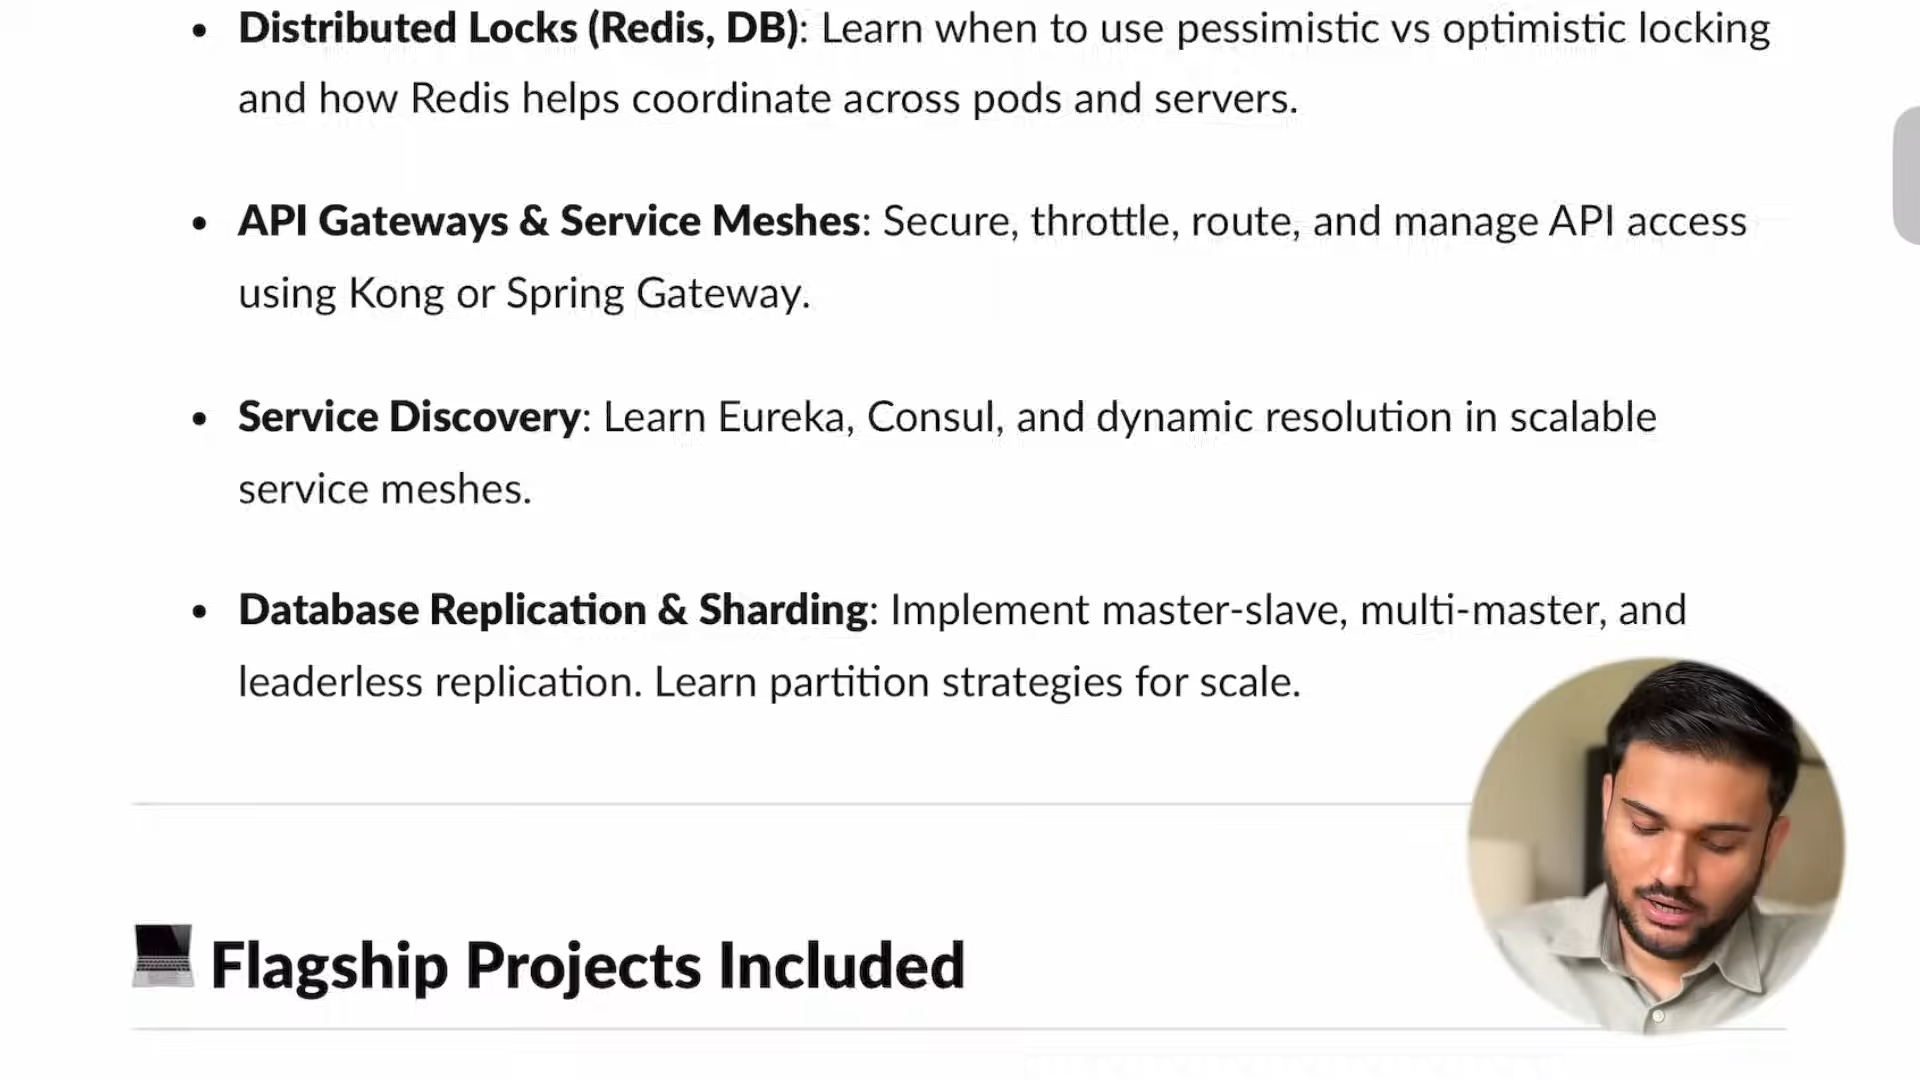 Distributed Locks (Redis, DB): Learn when to use pessimistic vs optimistic locking
and how Redis helps coordinate across pods and servers.
API Gateways & Service Meshes: Secure, throttle, route, and manage API access
using Kong or Spring Gateway.
Service Discovery: Learn Eureka, Consul, and dynamic resolution in scalable
service meshes.
Database Replication & Sharding: Implement master-slave, multi-master, and
leaderless replication. Learn partition strategies for scale.
Flagship Projects Included